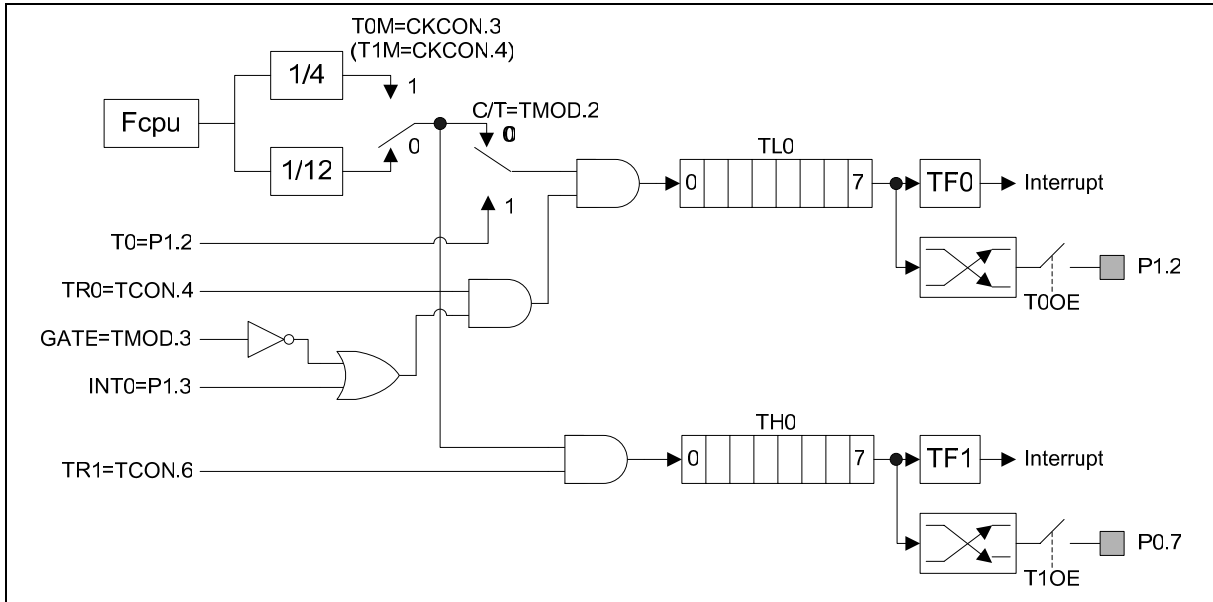 T0M=CKCON.3
(T1M=CKCON.4)
1/4
1
Fcpu
C/T=TMOD.2
0
0
1/12
TL0
0 7
TF0
Interrupt
1
T0=P1.2
P1.2
T0OE
TR0=TCON.4
GATE=TMOD.3
INT0=P1.3
TH0
0 7
TF1
Interrupt
TR1=TCON.6
P0.7
T1OE